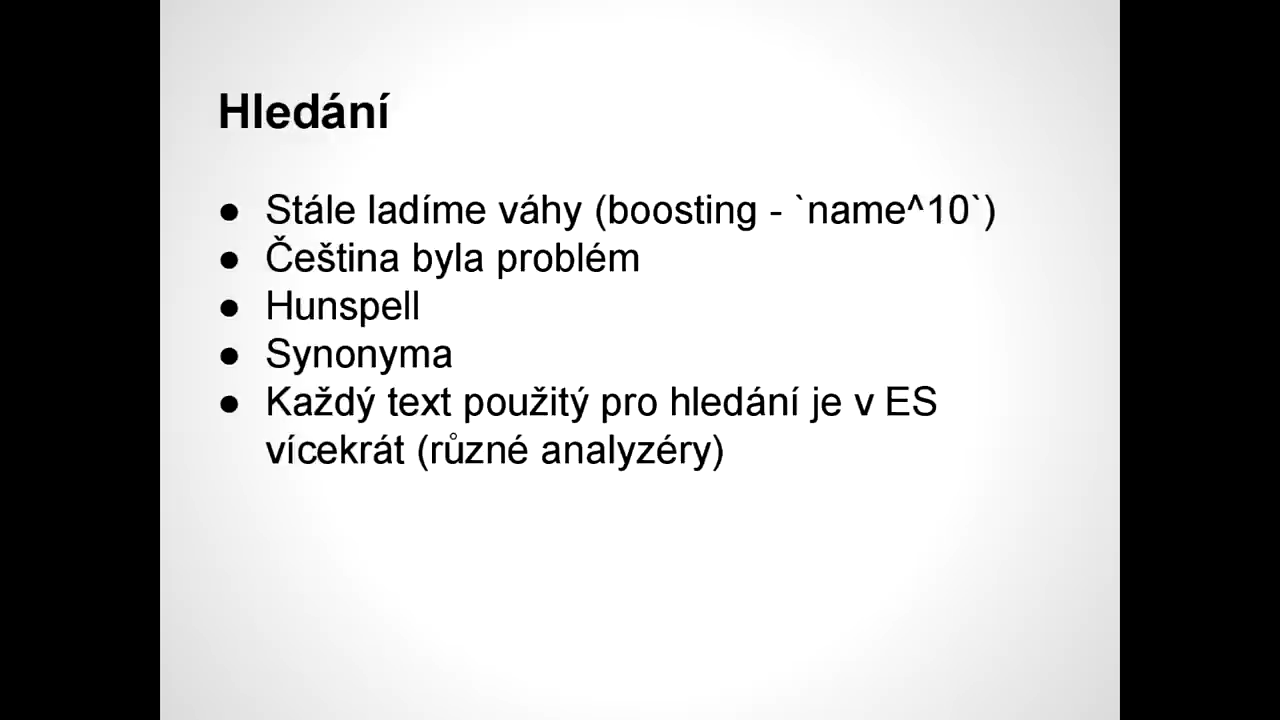 Hledání
● Stále ladíme váhy (boosting - `name^10`)
● Čeština byla problém
● Hunspell
● Synonyma
● Každý text použitý pro hledání je v ES
vícekrát (různé analyzéry)